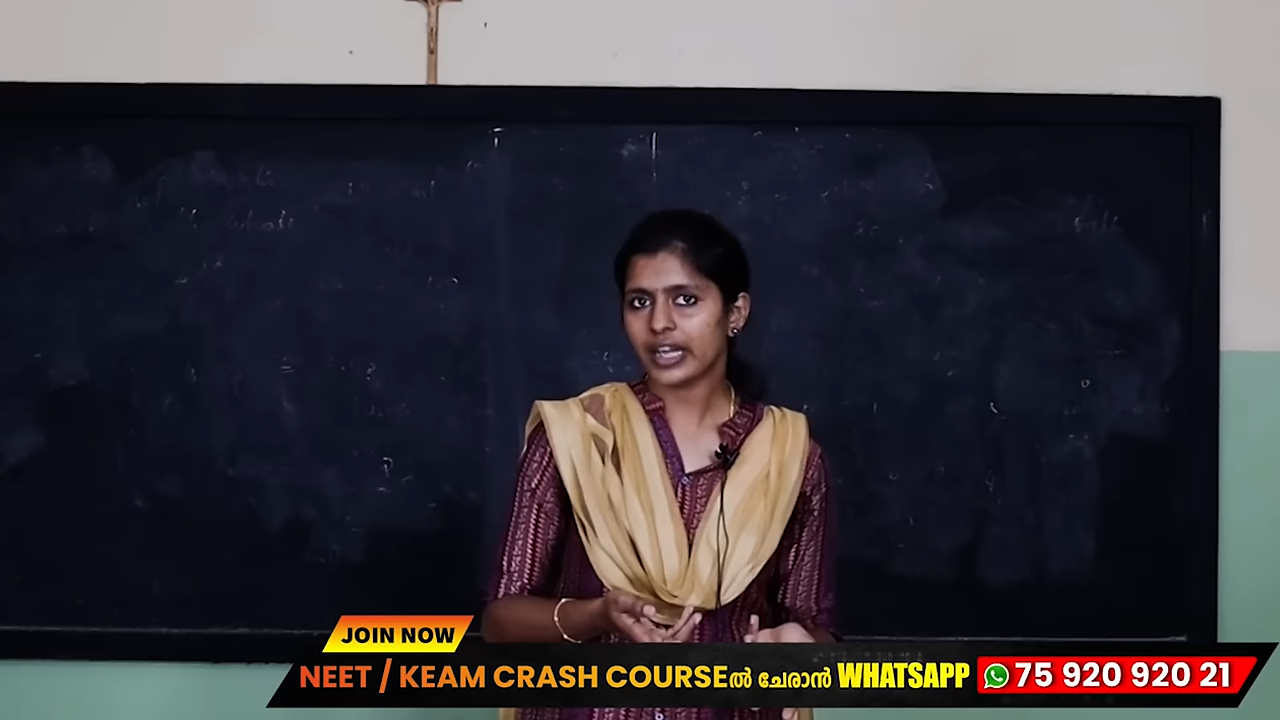 JOIN NOW
NEET / KEAM CRASH COURSEൽ ചേരാൻ WHATSAPP 75 920 920 21